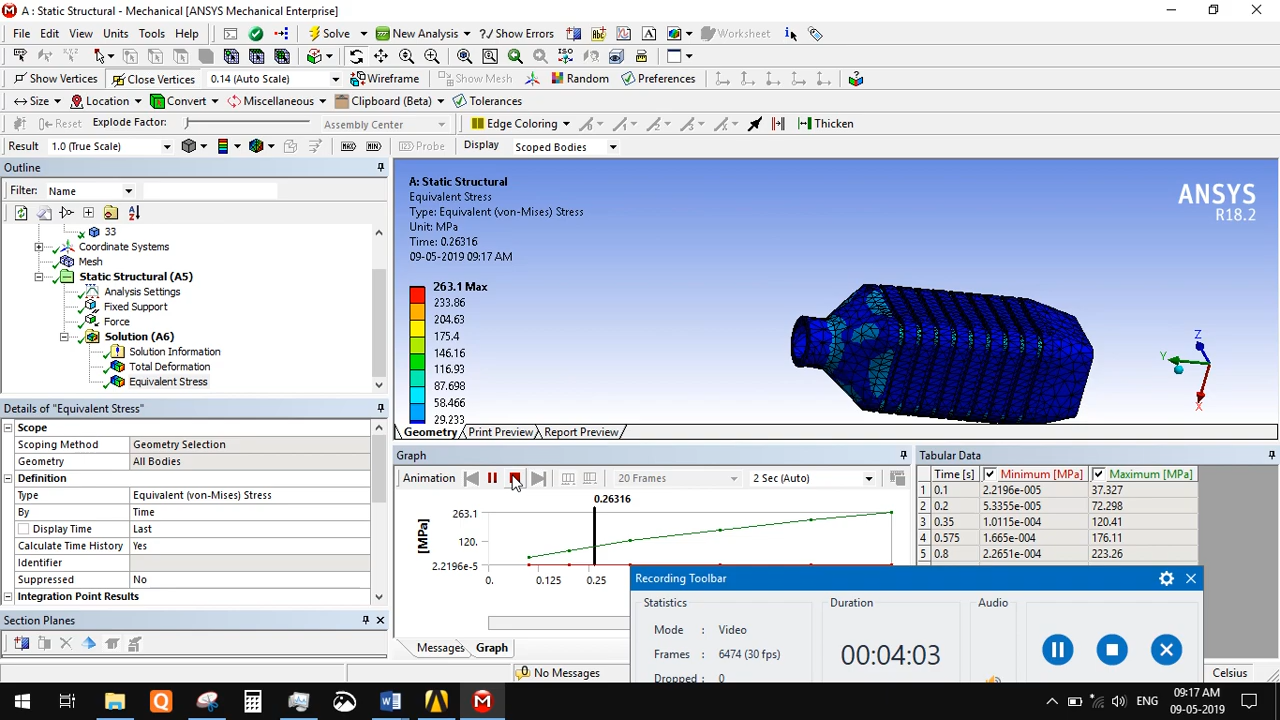 A : Static Structural - Mechanical [ANSYS Mechanical Enterprise]
File Edit View Units Tools Help Solve New Analysis Show Errors Worksheet
Show Vertices Close Vertices 0.14 (Auto Scale) Wireframe Show Mesh Random Preferences
Size Location Convert Miscellaneous Clipboard (Beta) Tolerances
Reset Explode Factor: Assembly Center Edge Coloring Thicken
Result 1.0 (True Scale) Probe Display Scoped Bodies
Outline
Filter: Name
33
Coordinate Systems
Mesh
Static Structural (A5)
Analysis Settings
Fixed Support
Force
Solution (A6)
Solution Information
Total Deformation
Equivalent Stress
Details of "Equivalent Stress"
Scope
Scoping Method Geometry Selection
Geometry All Bodies
Definition
Type Equivalent (von-Mises) Stress
By Time
Display Time Last
Calculate Time History Yes
Identifier
Suppressed No
Integration Point Results
Section Planes
A: Static Structural
Equivalent Stress
Type: Equivalent (von-Mises) Stress
Unit: MPa
Time: 0.26316
09-05-2019 09:17 AM
263.1 Max
233.86
204.63
175.4
146.16
116.93
87.698
58.466
29.233
ANSYS
R18.2
Z
Y
X
Geometry Print Preview Report Preview
Graph
Animation 20 Frames 2 Sec (Auto)
0.26316
[MPa]
263.1
120.
2.2196e-5
0. 0.125 0.25
Messages Graph
Tabular Data
Time [s] Minimum [MPa] Maximum [MPa]
1 0.1 2.2196e-005 37.327
2 0.2 5.3355e-005 72.298
3 0.35 1.0115e-004 120.41
4 0.575 1.665e-004 176.11
5 0.8 2.2651e-004 223.26
Recording Toolbar
Statistics Duration Audio
Mode : Video
Frames : 6474 (30 fps)
Dropped : 0
00:04:03
0 No Messages
Celsius
ENG
09:17 AM
09-05-2019